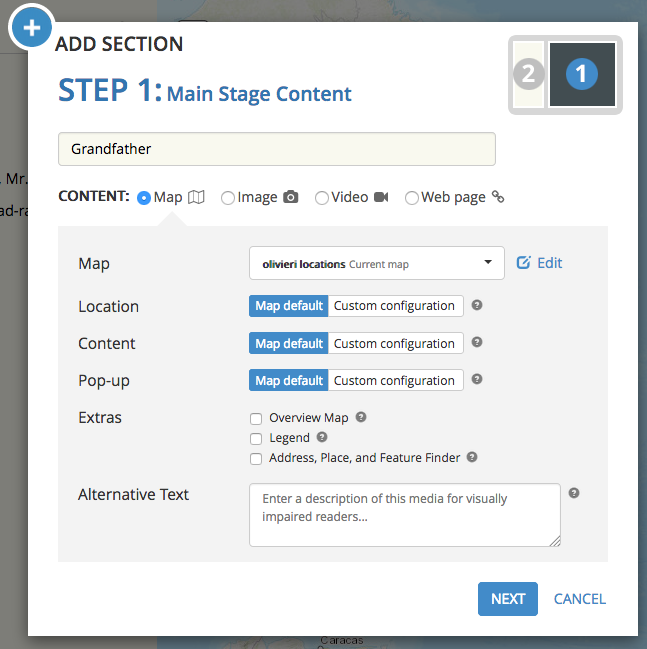 ADD SECTION
STEP 1: Main Stage Content
2 1
Grandfather
, Mr.
ad-ra
CONTENT: Map Image Video Web page
Map olivieri locations Current map Edit
Location Map default Custom configuration ?
Content Map default Custom configuration ?
Pop-up Map default Custom configuration ?
Extras Overview Map ?
Legend ?
Address, Place, and Feature Finder ?
Alternative Text Enter a description of this media for visually ?
impaired readers...
NEXT CANCEL
Caracas